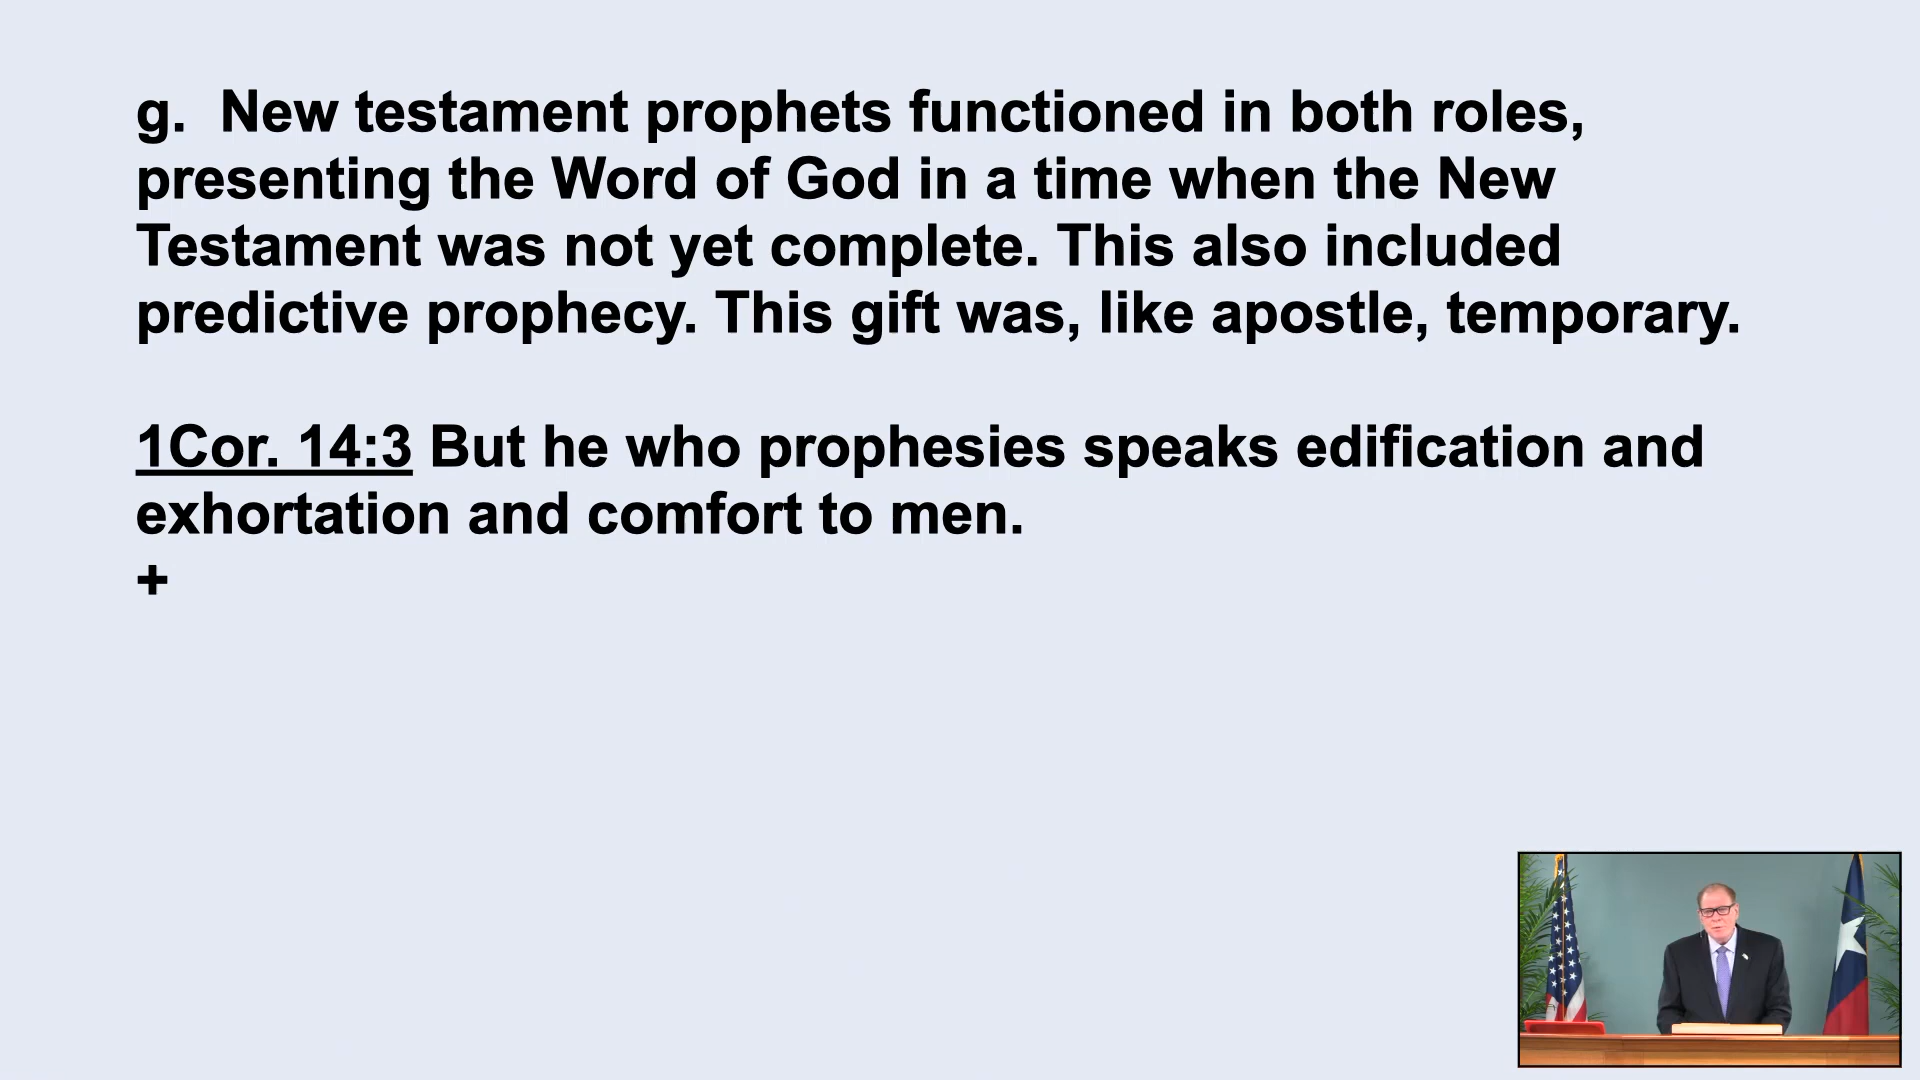 g.  New testament prophets functioned in both roles,
presenting the Word of God in a time when the New
Testament was not yet complete. This also included
predictive prophecy. This gift was, like apostle, temporary.
1Cor. 14:3 But he who prophesies speaks edification and
exhortation and comfort to men.
+